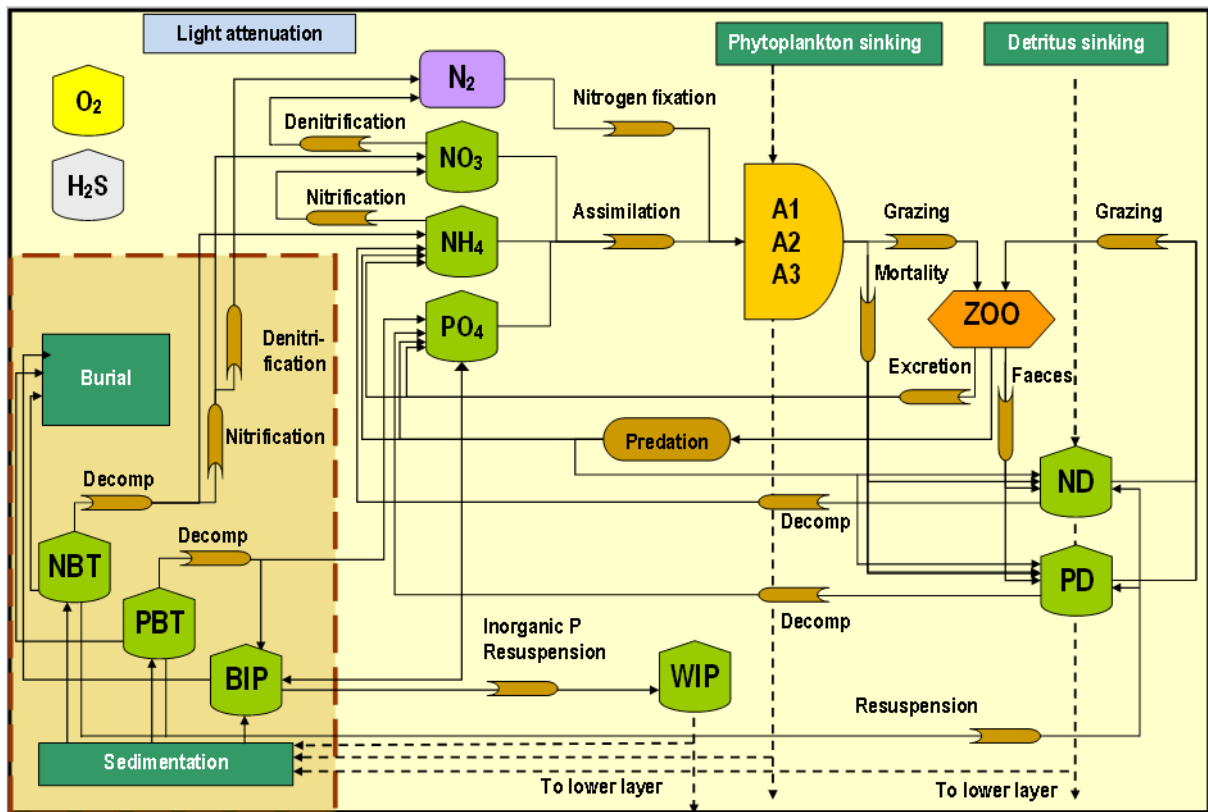 Light attenuation
Phytoplankton sinking
Detritus sinking
O₂
N₂
Nitrogen fixation
Denitrification
H₂S
NO₃
Nitrification
NH₄
Assimilation
A1
A2
A3
Grazing
Grazing
Mortality
ZOO
PO₄
Denitri-
fication
Burial
Excretion
Faeces
Nitrification
Predation
Decomp
ND
Decomp
Decomp
NBT
PBT
PD
Decomp
Inorganic P
Resuspension
BIP
WIP
Resuspension
Sedimentation
To lower layer
To lower layer